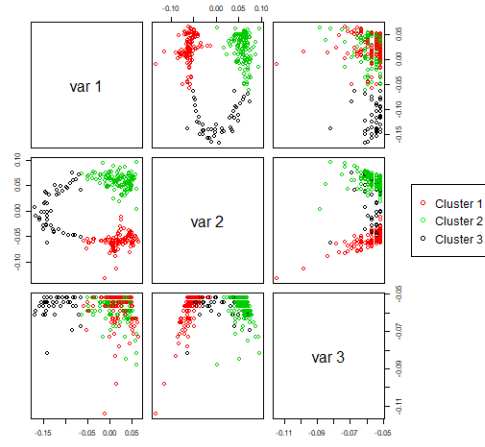 -0.10 0.00 0.05 0.10
var 1
0.05
0.00
-0.05
-0.10
-0.15
0.10
0.05
0.00
-0.05
-0.10
var 2
Cluster 1
Cluster 2
Cluster 3
var 3
-0.05
-0.07
-0.09
-0.11
-0.15 -0.05 0.00 0.05
-0.11 -0.09 -0.07 -0.05